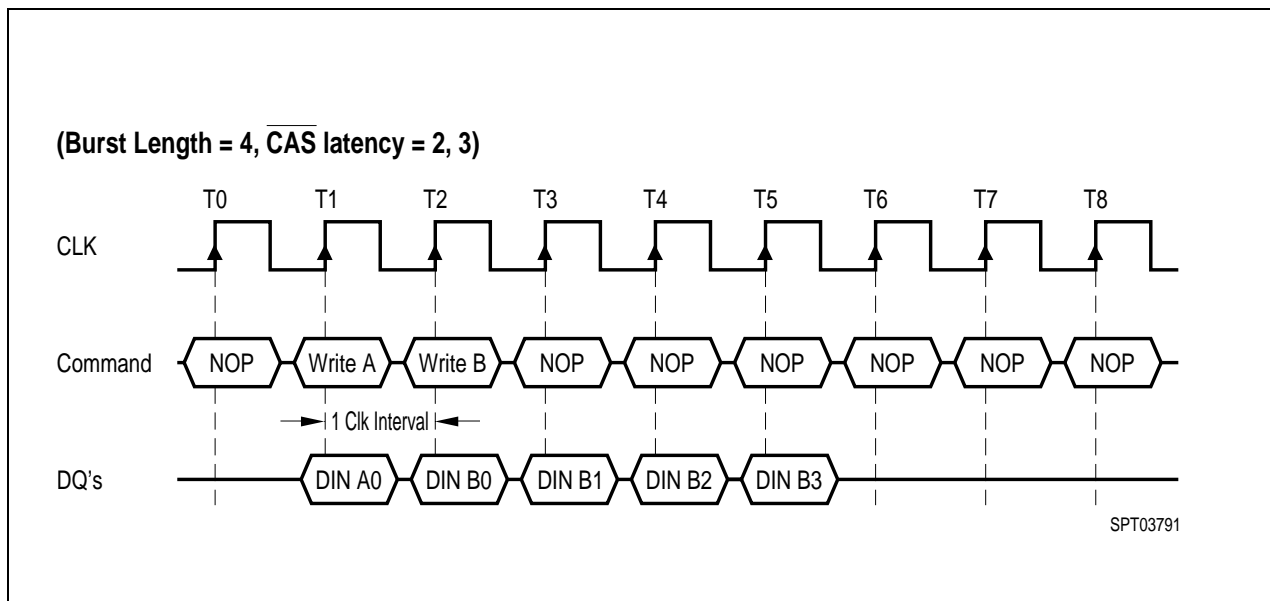 (Burst Length = 4, CAS latency = 2, 3)
T0 T1 T2 T3 T4 T5 T6 T7 T8
CLK
Command NOP Write A Write B NOP NOP NOP NOP NOP NOP
1 Clk Interval
DQ's DIN A0 DIN B0 DIN B1 DIN B2 DIN B3
SPT03791